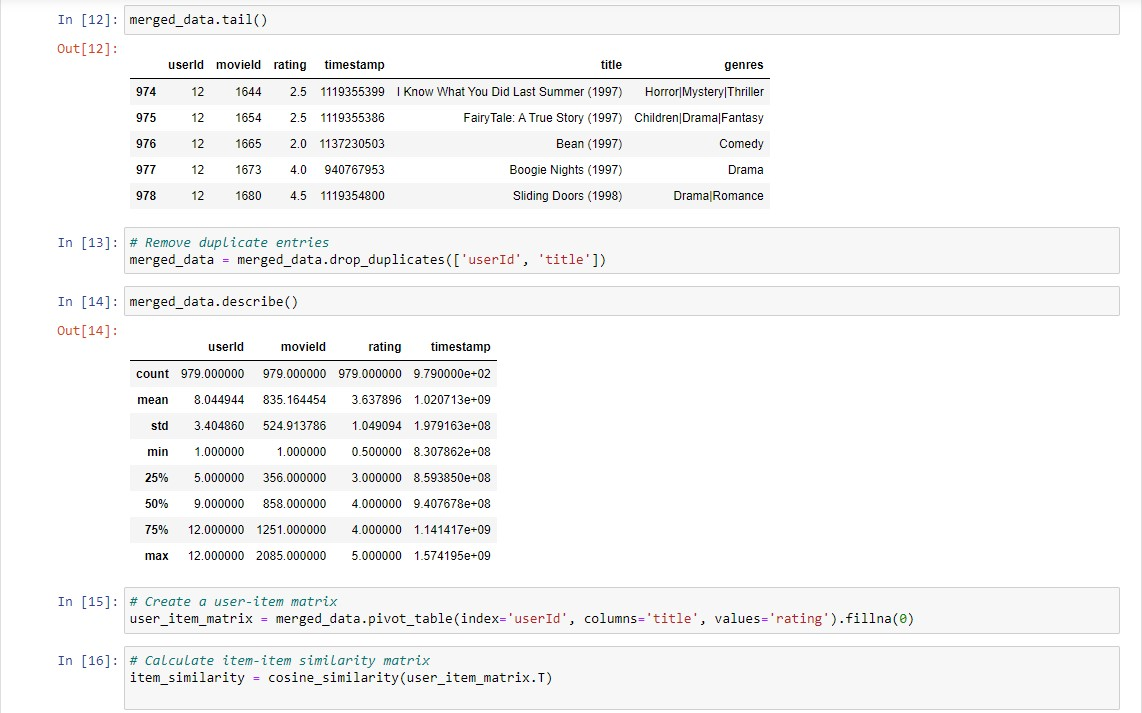 In [12]: merged_data.tail()
Out[12]:
userId movieId rating timestamp title genres
974 12 1644 2.5 1119355399 I Know What You Did Last Summer (1997) Horror|Mystery|Thriller
975 12 1654 2.5 1119355386 FairyTale: A True Story (1997) Children|Drama|Fantasy
976 12 1665 2.0 1137230503 Bean (1997) Comedy
977 12 1673 4.0 940767953 Boogie Nights (1997) Drama
978 12 1680 4.5 1119354800 Sliding Doors (1998) Drama|Romance
In [13]: # Remove duplicate entries
merged_data = merged_data.drop_duplicates(['userId', 'title'])
In [14]: merged_data.describe()
Out[14]:
userId movieId rating timestamp
count 979.000000 979.000000 979.000000 9.790000e+02
mean 8.044944 835.164454 3.637896 1.020713e+09
std 3.404860 524.913786 1.049094 1.979163e+08
min 1.000000 1.000000 0.500000 8.307862e+08
25% 5.000000 356.000000 3.000000 8.593850e+08
50% 9.000000 858.000000 4.000000 9.407678e+08
75% 12.000000 1251.000000 4.000000 1.141417e+09
max 12.000000 2085.000000 5.000000 1.574195e+09
In [15]: # Create a user-item matrix
user_item_matrix = merged_data.pivot_table(index='userId', columns='title', values='rating').fillna(0)
In [16]: # Calculate item-item similarity matrix
item_similarity = cosine_similarity(user_item_matrix.T)